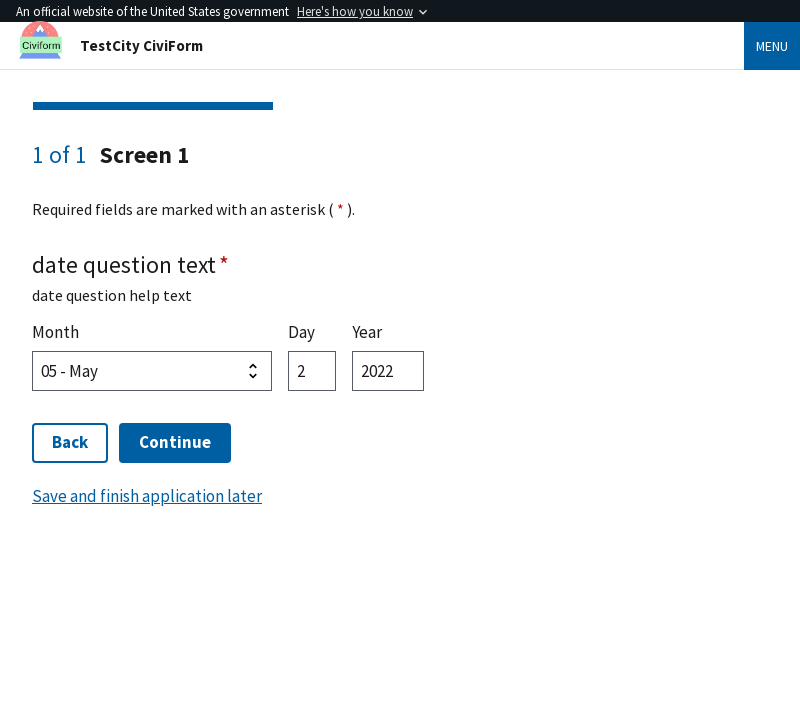 An official website of the United States government Here's how you know
Civiform TestCity CiviForm MENU
1 of 1 Screen 1
Required fields are marked with an asterisk ( * ).
date question text *
date question help text
Month Day Year
05 - May 2 2022
Back Continue
Save and finish application later